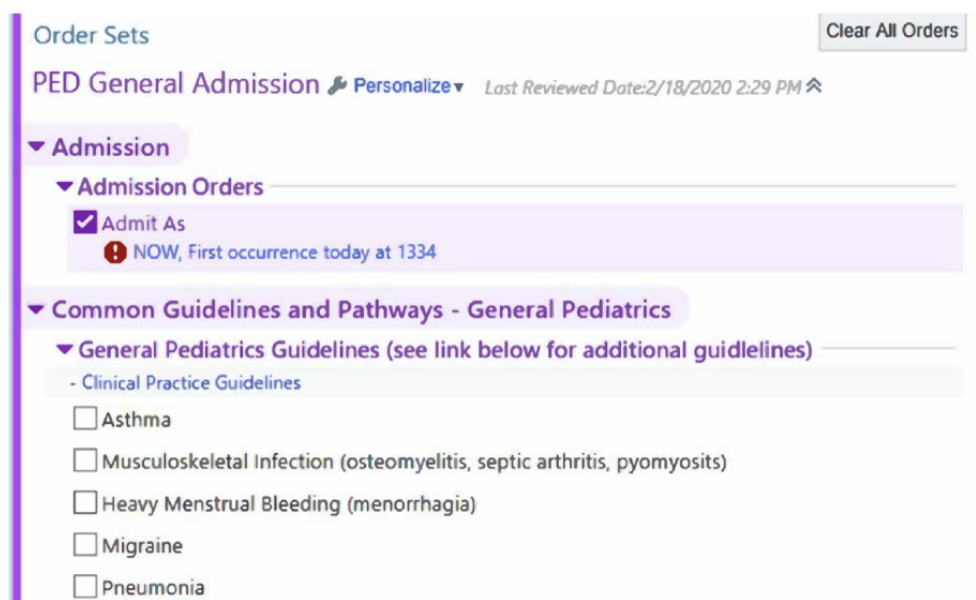 Order Sets
Clear All Orders
PED General Admission Personalize Last Reviewed Date:2/18/2020 2:29 PM
Admission
Admission Orders
Admit As
NOW, First occurrence today at 1334
Common Guidelines and Pathways - General Pediatrics
General Pediatrics Guidelines (see link below for additional guidlelines)
- Clinical Practice Guidelines
Asthma
Musculoskeletal Infection (osteomyelitis, septic arthritis, pyomyosits)
Heavy Menstrual Bleeding (menorrhagia)
Migraine
Pneumonia